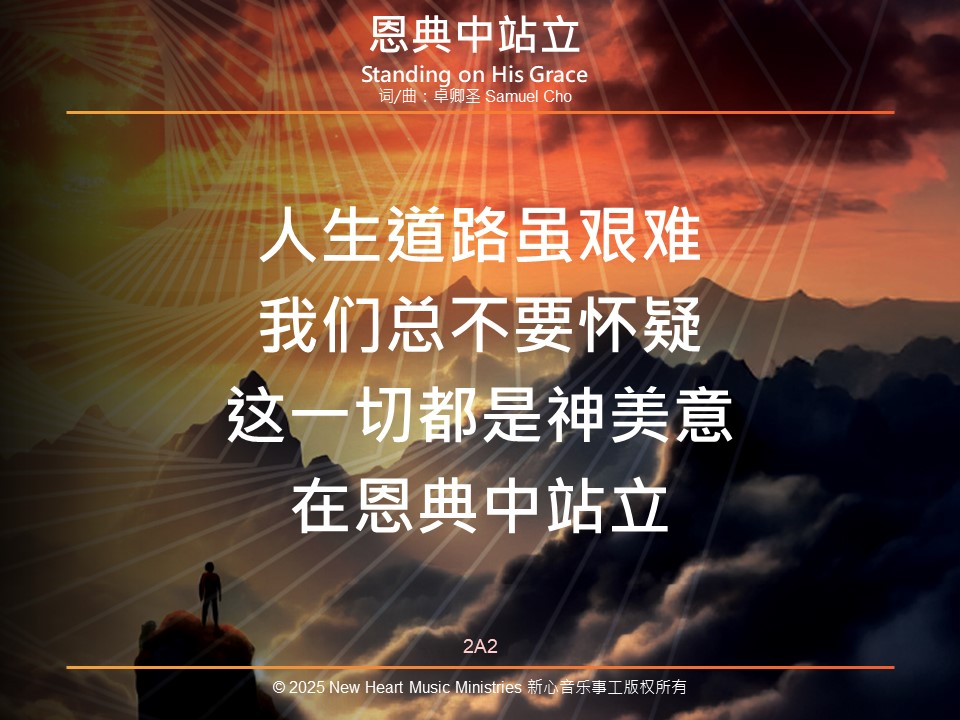 恩典中站立
Standing on His Grace
词/曲：卓卿圣 Samuel Cho
人生道路虽艰难
我们总不要怀疑
这一切都是神美意
在恩典中站立
2A2
© 2025 New Heart Music Ministries 新心音乐事工版权所有